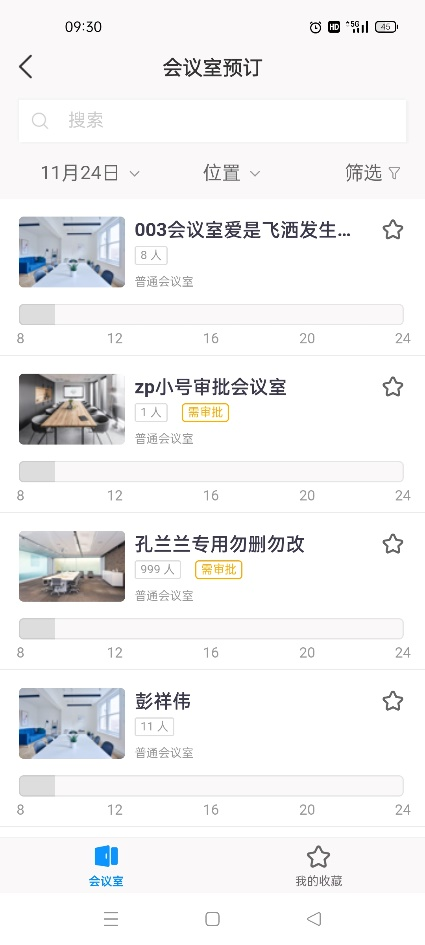 09:30
HD 5G 45
会议室预订
搜索
11月24日 位置 筛选
003会议室爱是飞洒发生...
8 人
普通会议室
8 12 16 20 24
zp小号审批会议室
1 人 需审批
普通会议室
8 12 16 20 24
孔兰兰专用勿删勿改
999 人 需审批
普通会议室
8 12 16 20 24
彭祥伟
11 人
普通会议室
8 12 16 20 24
会议室 我的收藏